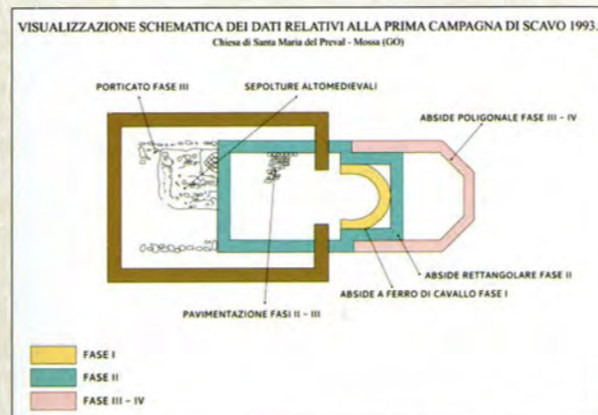 VISUALIZZAZIONE SCHEMATICA DEI DATI RELATIVI ALLA PRIMA CAMPAGNA DI SCAVO 1993.
Chiesa di Santa Maria del Preval - Mossa (GO)
PORTICATO FASE III
SEPOLTURE ALTOMEDIEVALI
ABSIDE POLIGONALE FASE III - IV
ABSIDE RETTANGOLARE FASE II
ABSIDE A FERRO DI CAVALLO FASE I
PAVIMENTAZIONE FASI II - III
FASE I
FASE II
FASE III - IV